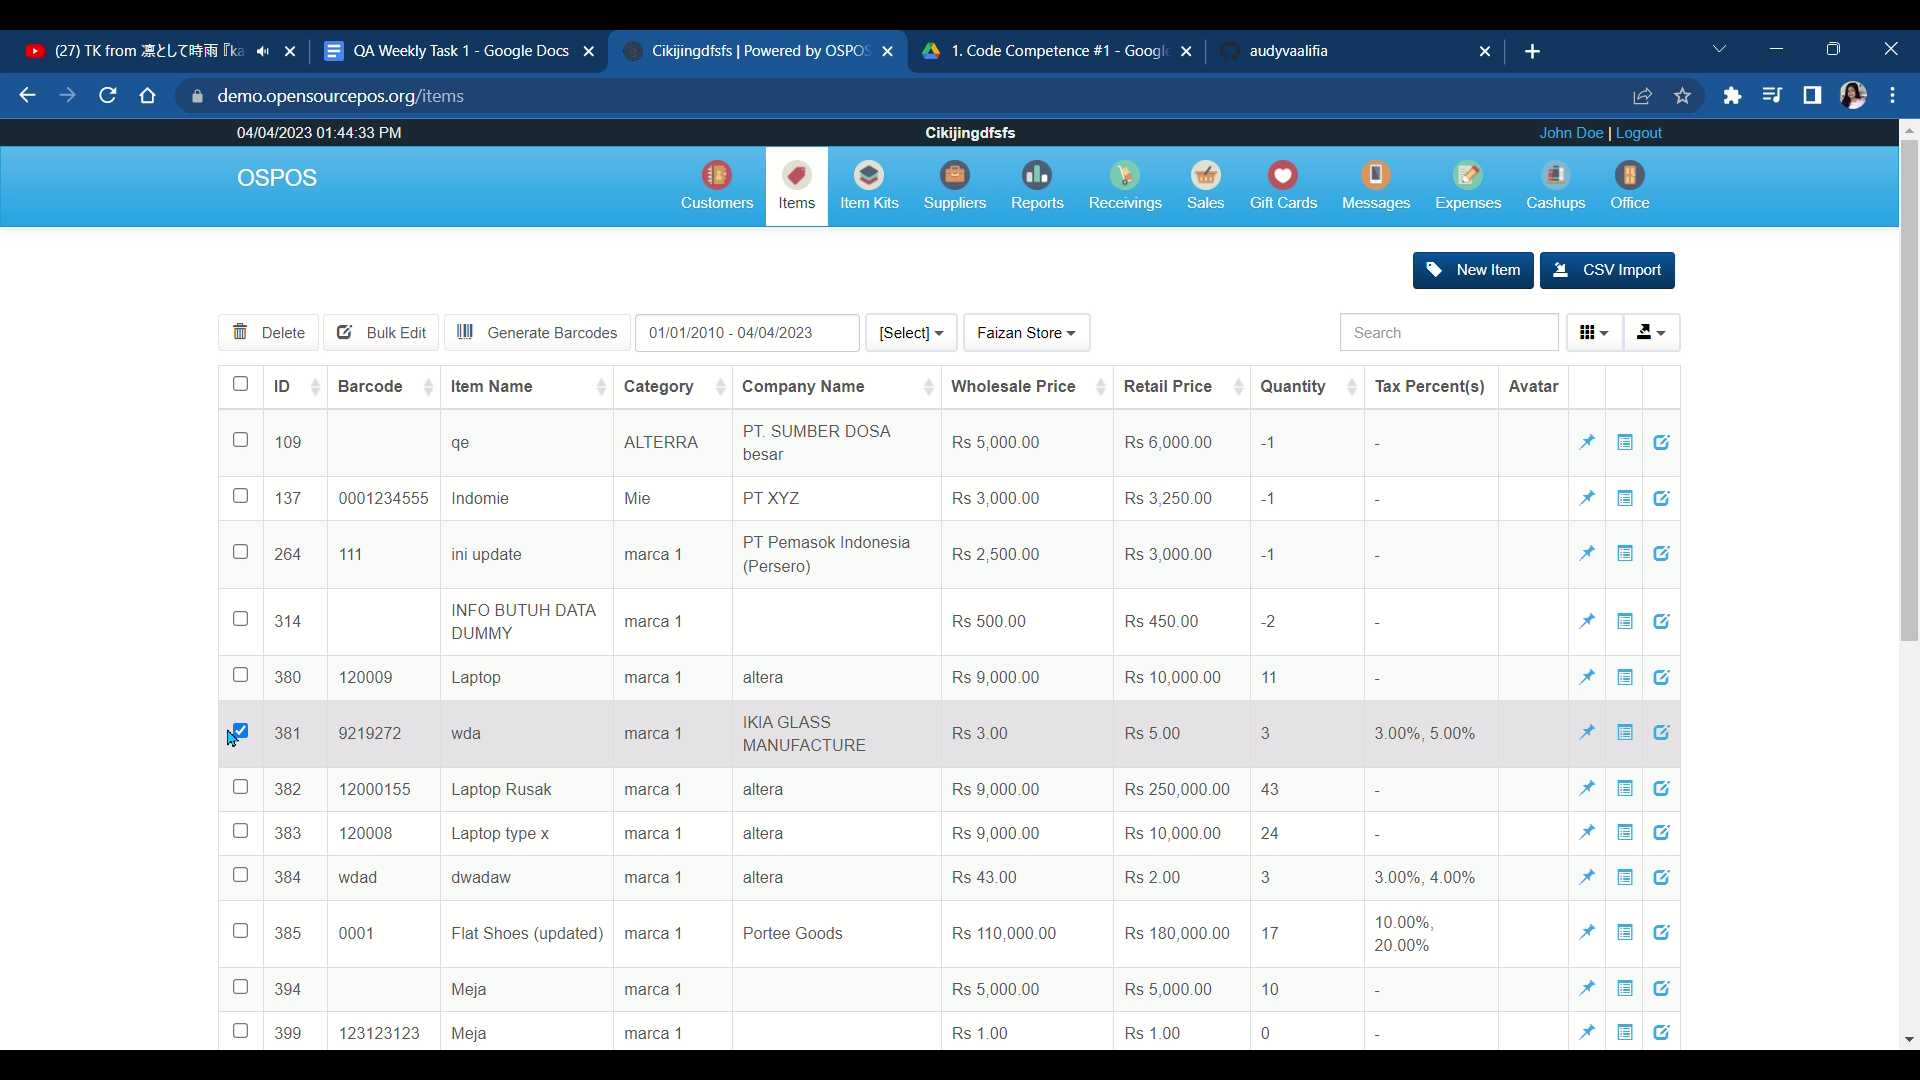 (27) TK from 凛として時雨『ka
QA Weekly Task 1 - Google Docs
Cikijingdfsfs | Powered by OSPOS
1. Code Competence #1 - Google
audyvaalifia
demo.opensourcepos.org/items
04/04/2023 01:44:33 PM
Cikijingdfsfs
John Doe | Logout
OSPOS
Customers
Items
Item Kits
Suppliers
Reports
Receivings
Sales
Gift Cards
Messages
Expenses
Cashups
Office
New Item
CSV Import
Delete
Bulk Edit
Generate Barcodes
01/01/2010 - 04/04/2023
[Select]
Faizan Store
Search
ID Barcode Item Name Category Company Name Wholesale Price Retail Price Quantity Tax Percent(s) Avatar
109 qe ALTERRA PT. SUMBER DOSA besar Rs 5,000.00 Rs 6,000.00 -1 -
137 0001234555 Indomie Mie PT XYZ Rs 3,000.00 Rs 3,250.00 -1 -
264 111 ini update marca 1 PT Pemasok Indonesia (Persero) Rs 2,500.00 Rs 3,000.00 -1 -
314 INFO BUTUH DATA DUMMY marca 1 Rs 500.00 Rs 450.00 -2 -
380 120009 Laptop marca 1 altera Rs 9,000.00 Rs 10,000.00 11 -
381 9219272 wda marca 1 IKIA GLASS MANUFACTURE Rs 3.00 Rs 5.00 3 3.00%, 5.00%
382 12000155 Laptop Rusak marca 1 altera Rs 9,000.00 Rs 250,000.00 43 -
383 120008 Laptop type x marca 1 altera Rs 9,000.00 Rs 10,000.00 24 -
384 wdad dwadaw marca 1 altera Rs 43.00 Rs 2.00 3 3.00%, 4.00%
385 0001 Flat Shoes (updated) marca 1 Portee Goods Rs 110,000.00 Rs 180,000.00 17 10.00%, 20.00%
394 Meja marca 1 Rs 5,000.00 Rs 5,000.00 10 -
399 123123123 Meja marca 1 Rs 1.00 Rs 1.00 0 -